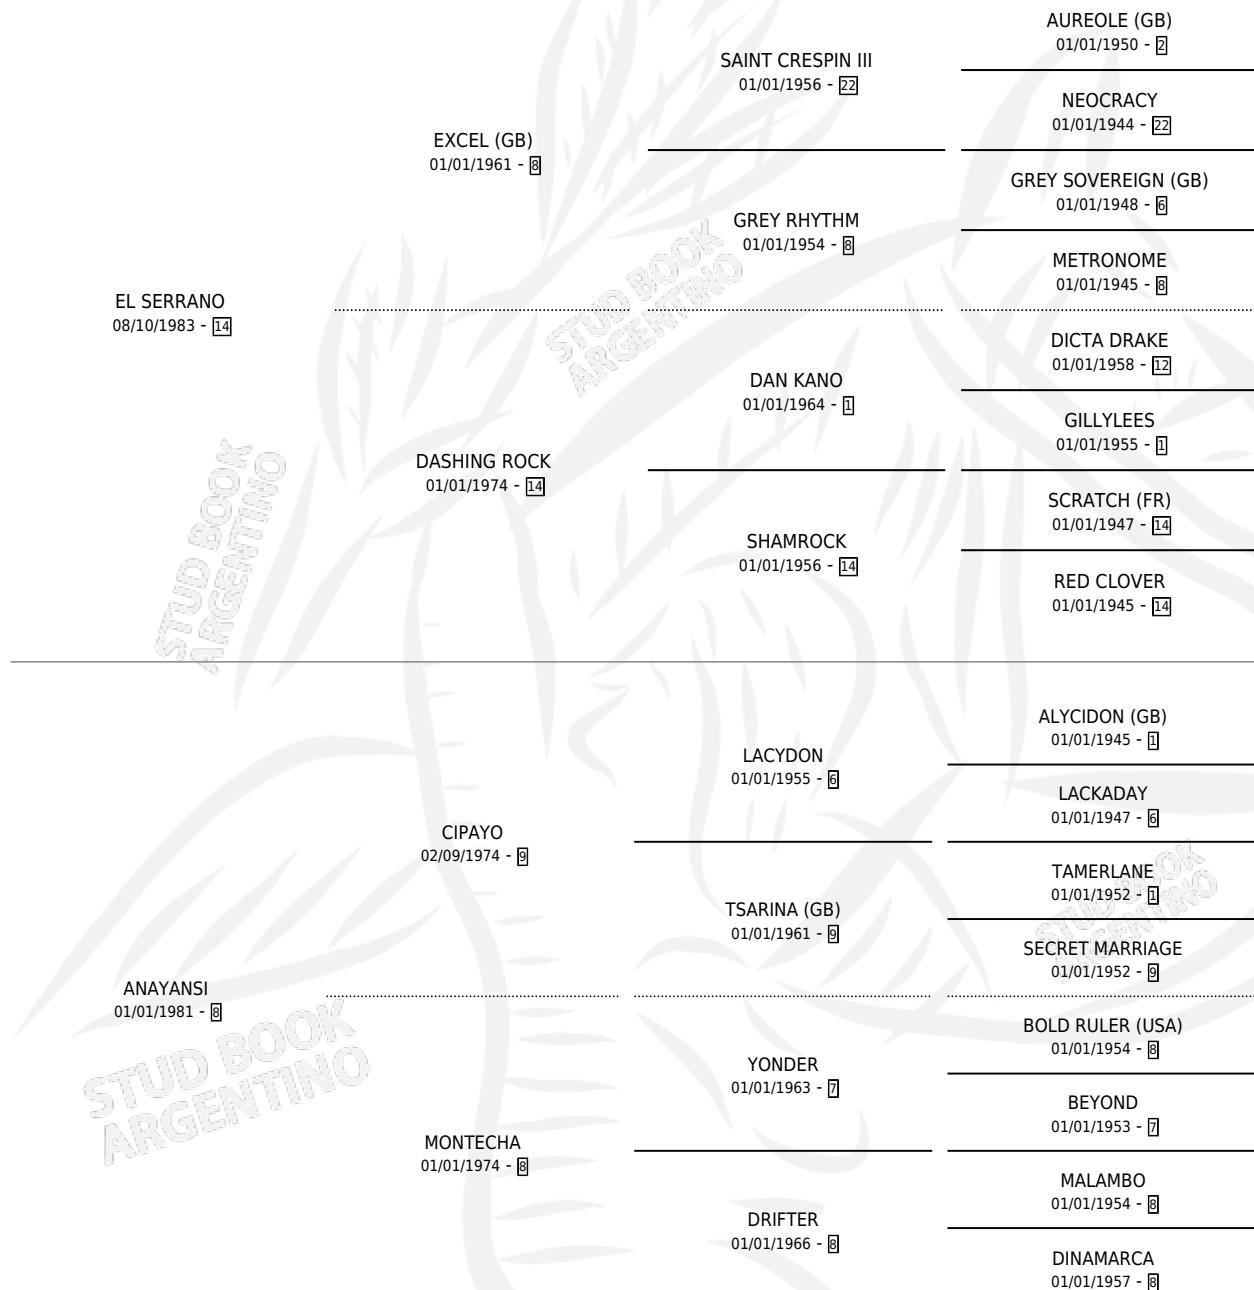 AUREOLE (GB)
01/01/1950 - 2
SAINT CRESPIN III
01/01/1956 - 22
NEOCRACY
01/01/1944 - 22
EXCEL (GB)
01/01/1961 - 8
GREY SOVEREIGN (GB)
01/01/1948 - 6
GREY RHYTHM
01/01/1954 - 8
METRONOME
01/01/1945 - 8
EL SERRANO
08/10/1983 - 14
STUD BOOK
ARGENTINO
DICTA DRAKE
01/01/1958 - 12
DAN KANO
01/01/1964 - 1
GILLYLEES
01/01/1955 - 1
DASHING ROCK
01/01/1974 - 14
SCRATCH (FR)
01/01/1947 - 14
SHAMROCK
01/01/1956 - 14
RED CLOVER
01/01/1945 - 14
STUD BOOK
ARGENTINO
ALYCIDON (GB)
01/01/1945 - 1
LACYDON
01/01/1955 - 6
LACKADAY
01/01/1947 - 6
CIPAYO
02/09/1974 - 9
TAMERLANE
01/01/1952 - 1
TSARINA (GB)
01/01/1961 - 9
SECRET MARRIAGE
01/01/1952 - 9
STUD BOOK
ARGENTINO
ANAYANSI
01/01/1981 - 8
BOLD RULER (USA)
01/01/1954 - 8
YONDER
01/01/1963 - 7
BEYOND
01/01/1953 - 7
STUD BOOK
ARGENTINO
MONTECHA
01/01/1974 - 8
MALAMBO
01/01/1954 - 8
DRIFTER
01/01/1966 - 8
DINAMARCA
01/01/1957 - 8